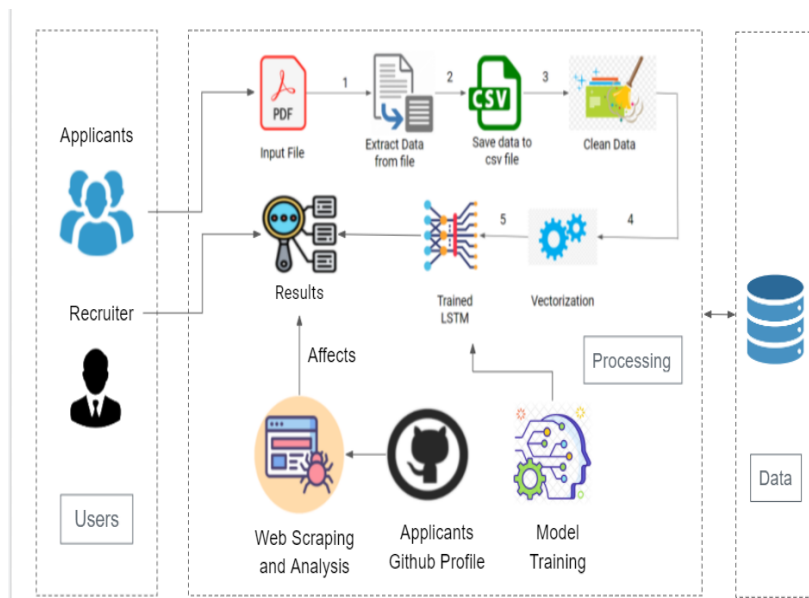 Applicants
Recruiter
Users
PDF
Input File
1
Extract Data
from file
2
CSV
Save data to
csv file
3
Clean Data
4
Vectorization
5
Trained
LSTM
Results
Affects
Processing
Web Scraping
and Analysis
Applicants
Github Profile
Model
Training
Data